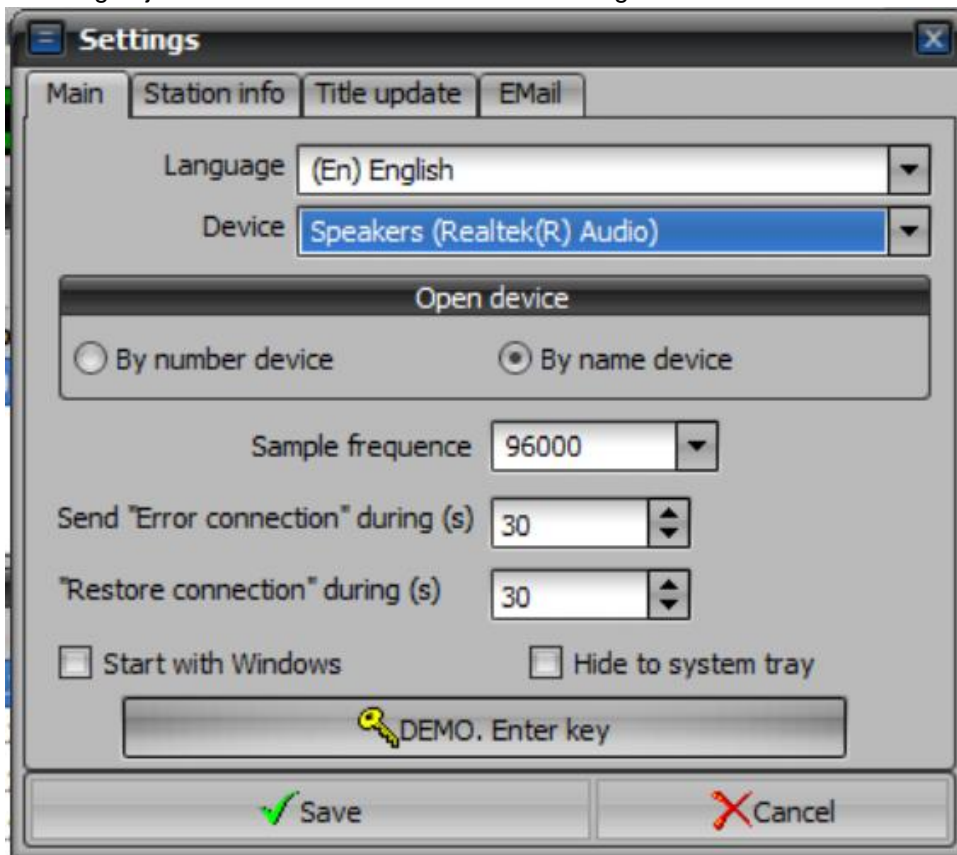 Settings
Main Station info Title update EMail
Language (En) English
Device Speakers (Realtek(R) Audio)
Open device
By number device By name device
Sample frequence 96000
Send "Error connection" during (s) 30
"Restore connection" during (s) 30
Start with Windows Hide to system tray
DEMO. Enter key
Save Cancel